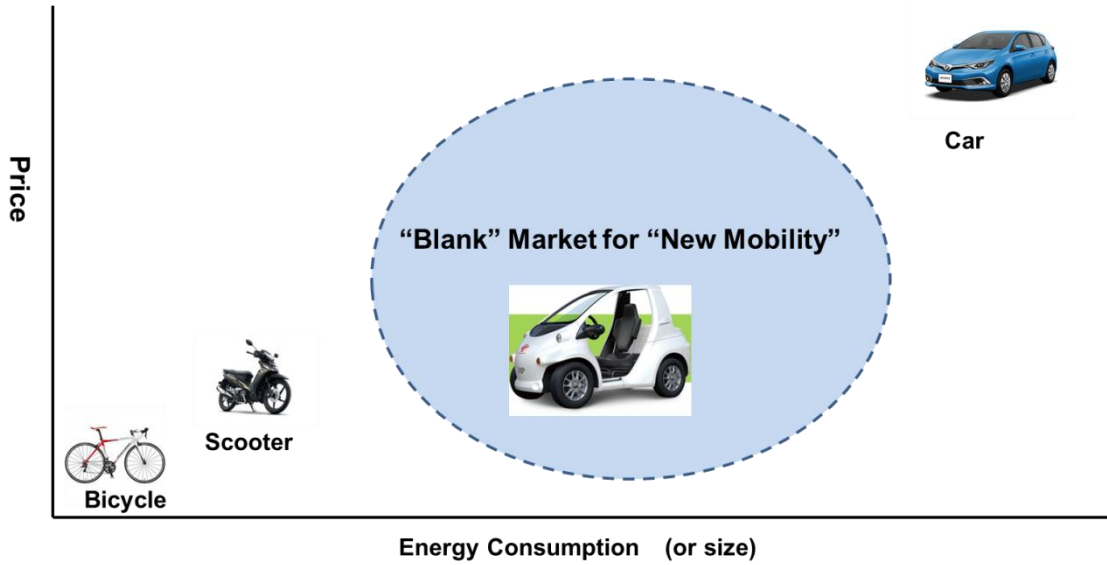 Price
Car
“Blank” Market for “New Mobility”
Scooter
Bicycle
Energy Consumption (or size)